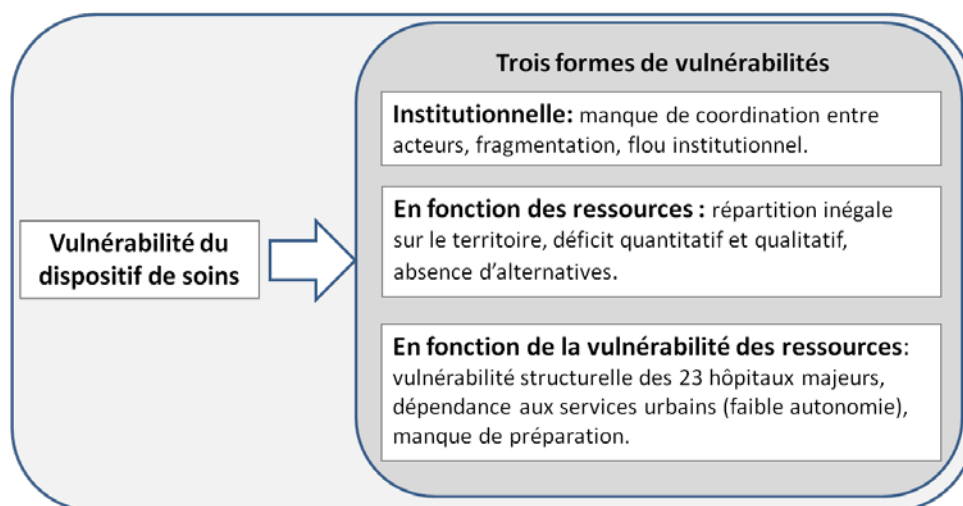 Trois formes de vulnérabilités
Institutionnelle: manque de coordination entre
acteurs, fragmentation, flou institutionnel.
En fonction des ressources : répartition inégale
sur le territoire, déficit quantitatif et qualitatif,
absence d'alternatives.
Vulnérabilité du
dispositif de soins
En fonction de la vulnérabilité des ressources:
vulnérabilité structurelle des 23 hôpitaux majeurs,
dépendance aux services urbains (faible autonomie),
manque de préparation.